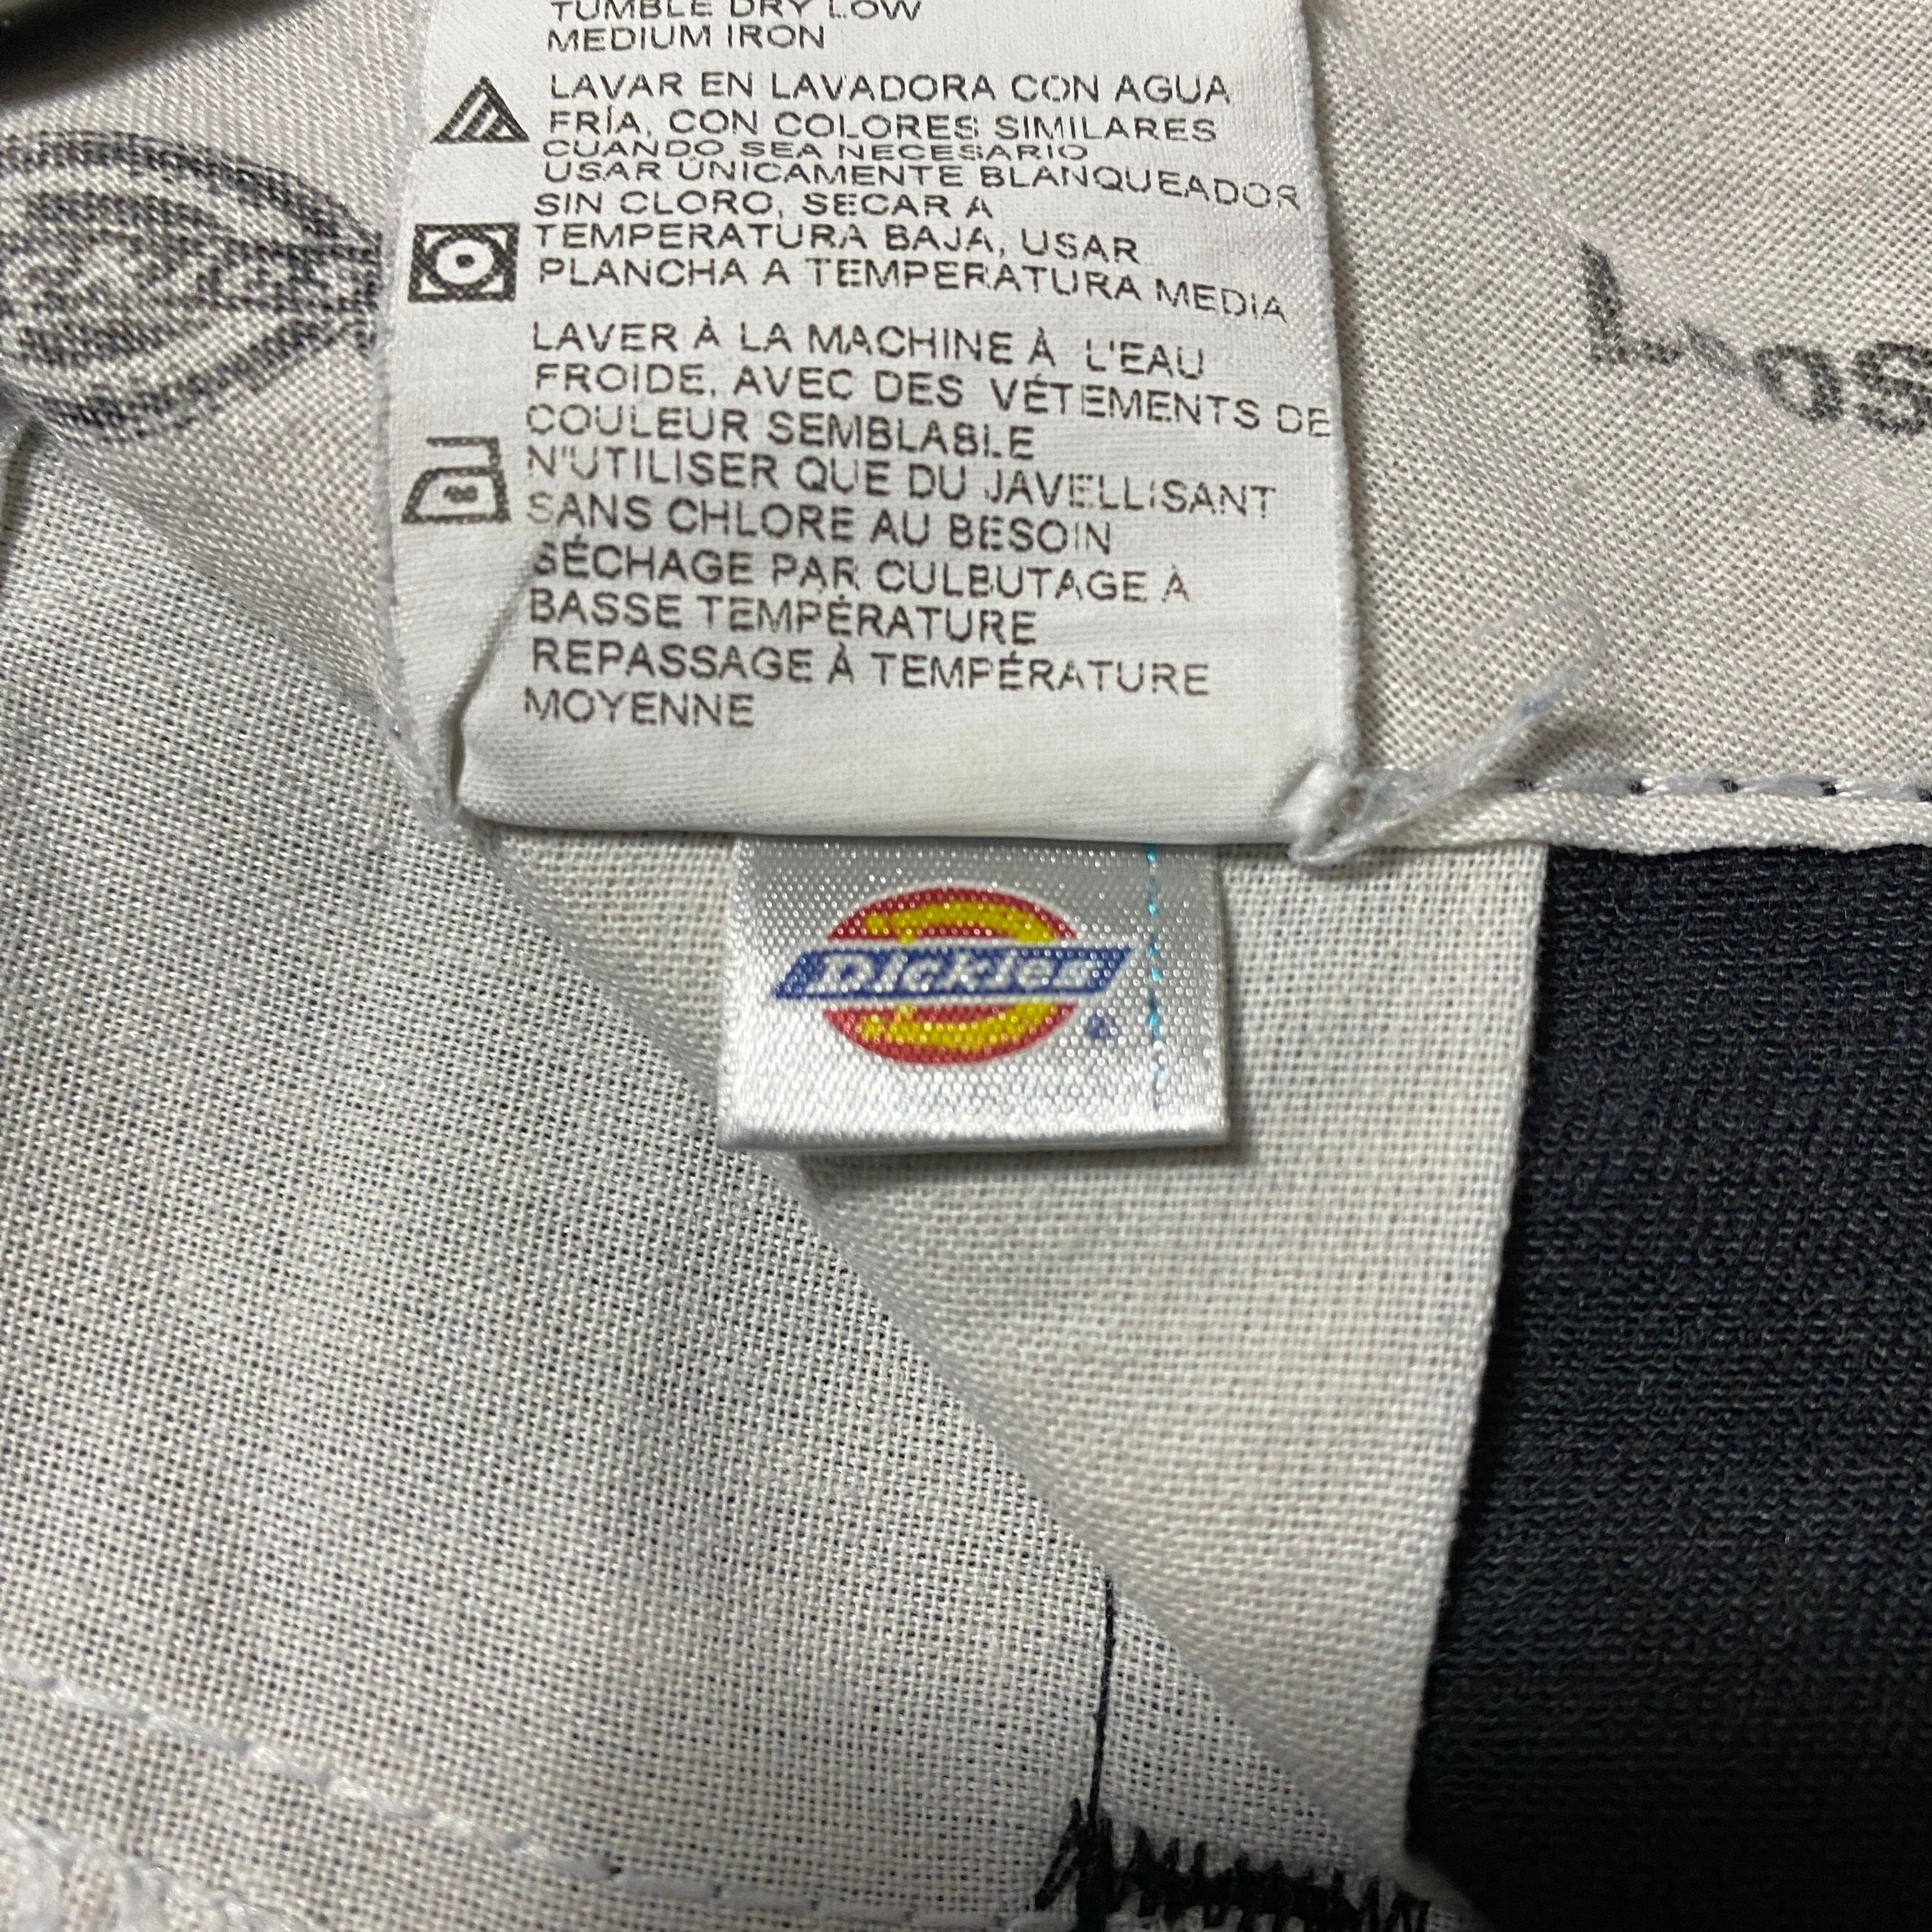 TUMBLE DRY LOW
MEDIUM IRON
LAVAR EN LAVADORA CON AGUA
FRÍA, CON COLORES SIMILARES
CUANDO SEA NECESARIO
USAR ÚNICAMENTE BLANQUEADOR
SIN CLORO, SECAR A
TEMPERATURA BAJA, USAR
PLANCHA A TEMPERATURA MEDIA
LAVER À LA MACHINE À L'EAU
FROIDE, AVEC DES VÉTEMENTS DE
COULEUR SEMBLABLE
N'UTILISER QUE DU JAVELLISANT
SANS CHLORE AU BESOIN
SÉCHAGE PAR CULBUTAGE À
BASSE TEMPÉRATURE
REPASSAGE À TEMPÉRATURE
MOYENNE
Dickies
®